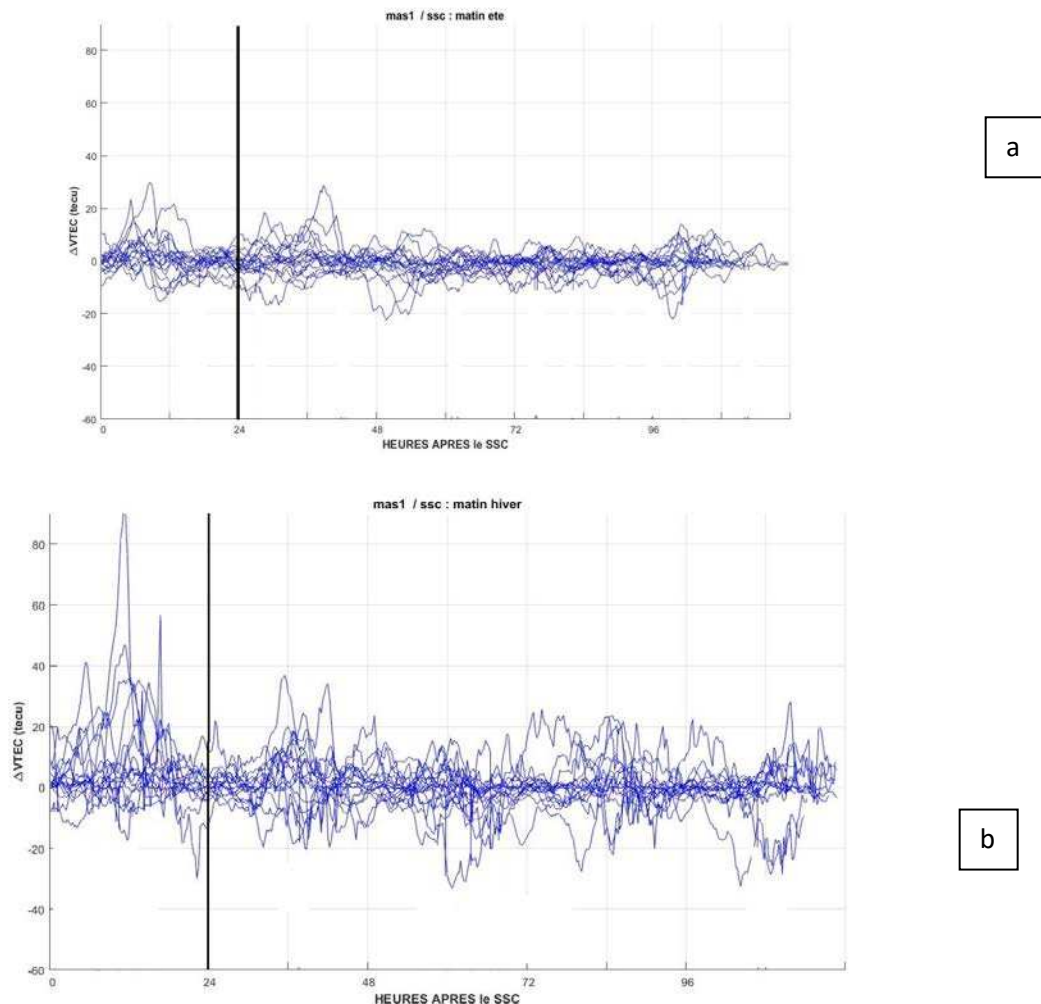 mas1 / ssc : matin ete
80
60
40
20
0
-20
-40
-60
ΔVTEC (tecu)
0 24 48 72 96
HEURES APRES le SSC
a
mas1 / ssc : matin hiver
80
60
40
20
0
-20
-40
-60
ΔVTEC (tecu)
0 24 48 72 96
HEURES APRES le SSC
b